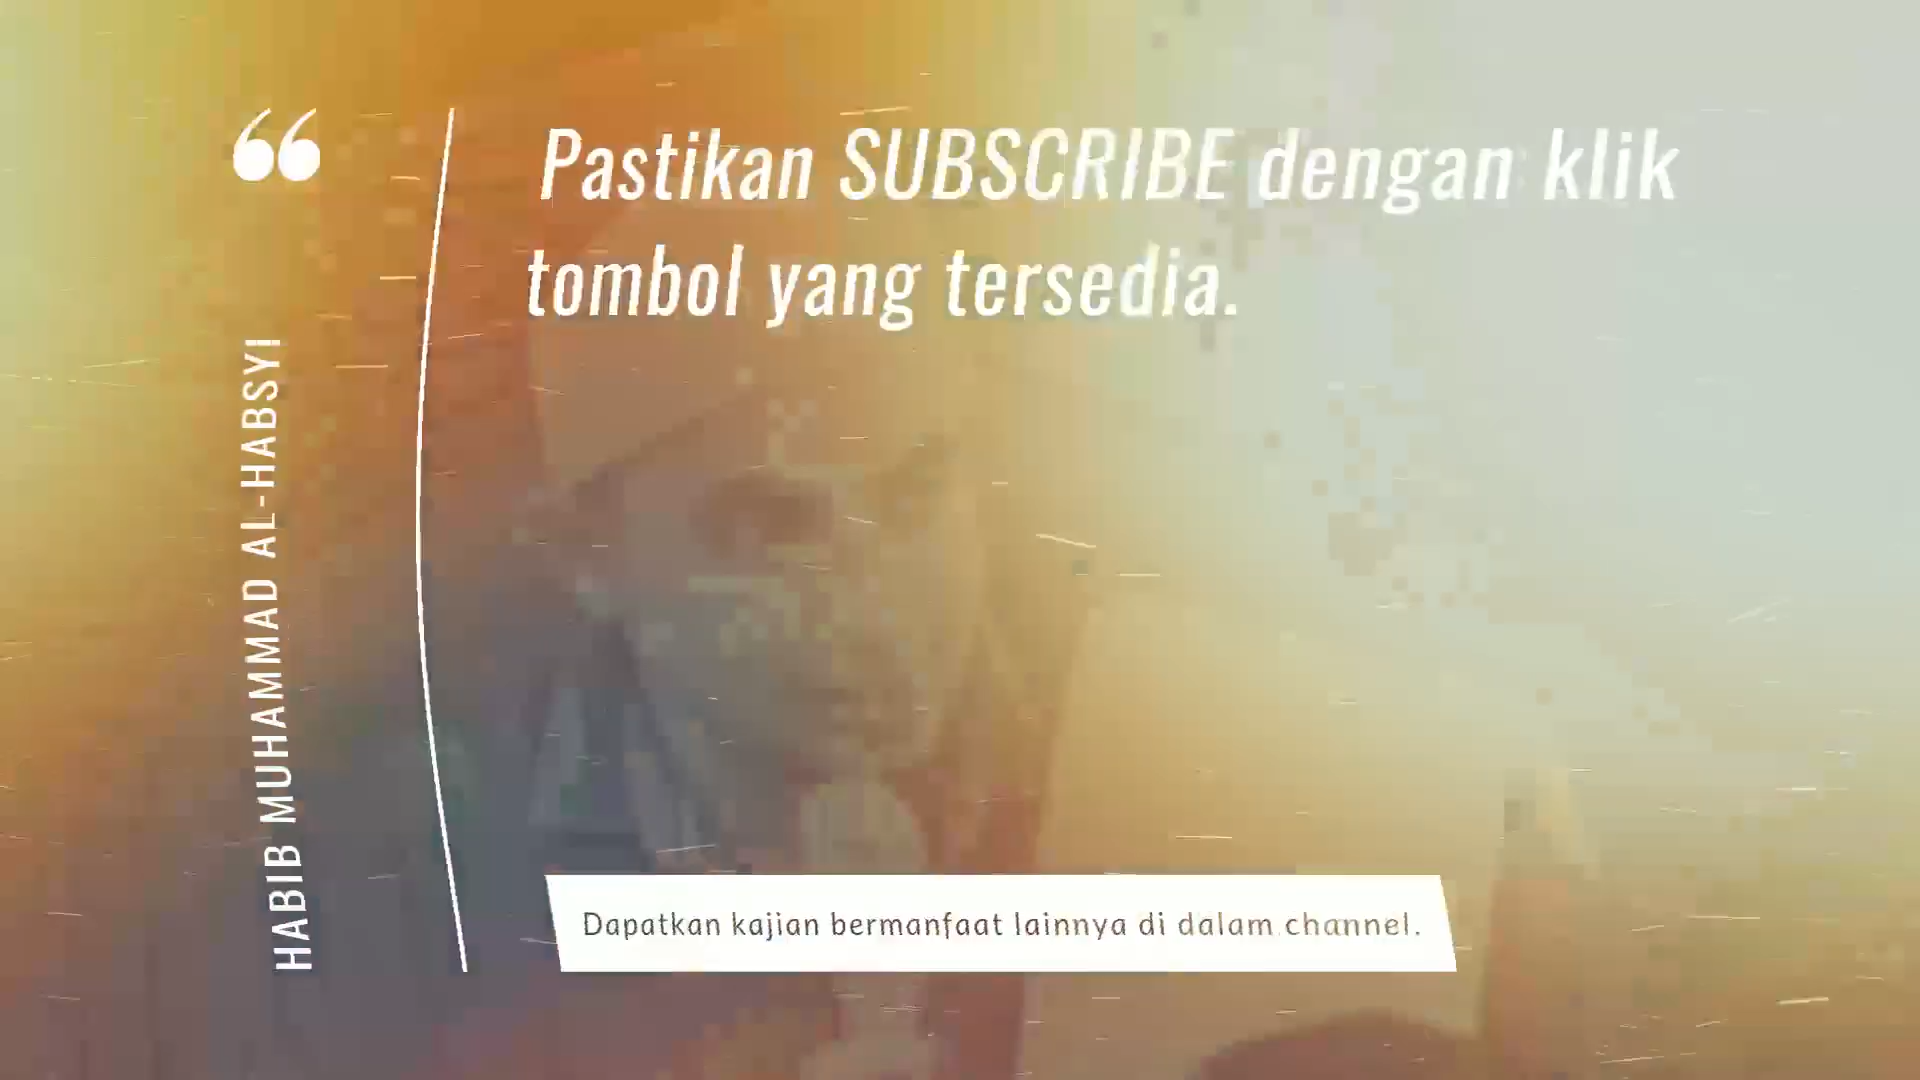 ❝
Pastikan SUBSCRIBE dengan klik
tombol yang tersedia.
HABIB MUHAMMAD AL-HABSYI
Dapatkan kajian bermanfaat lainnya di dalam channel.